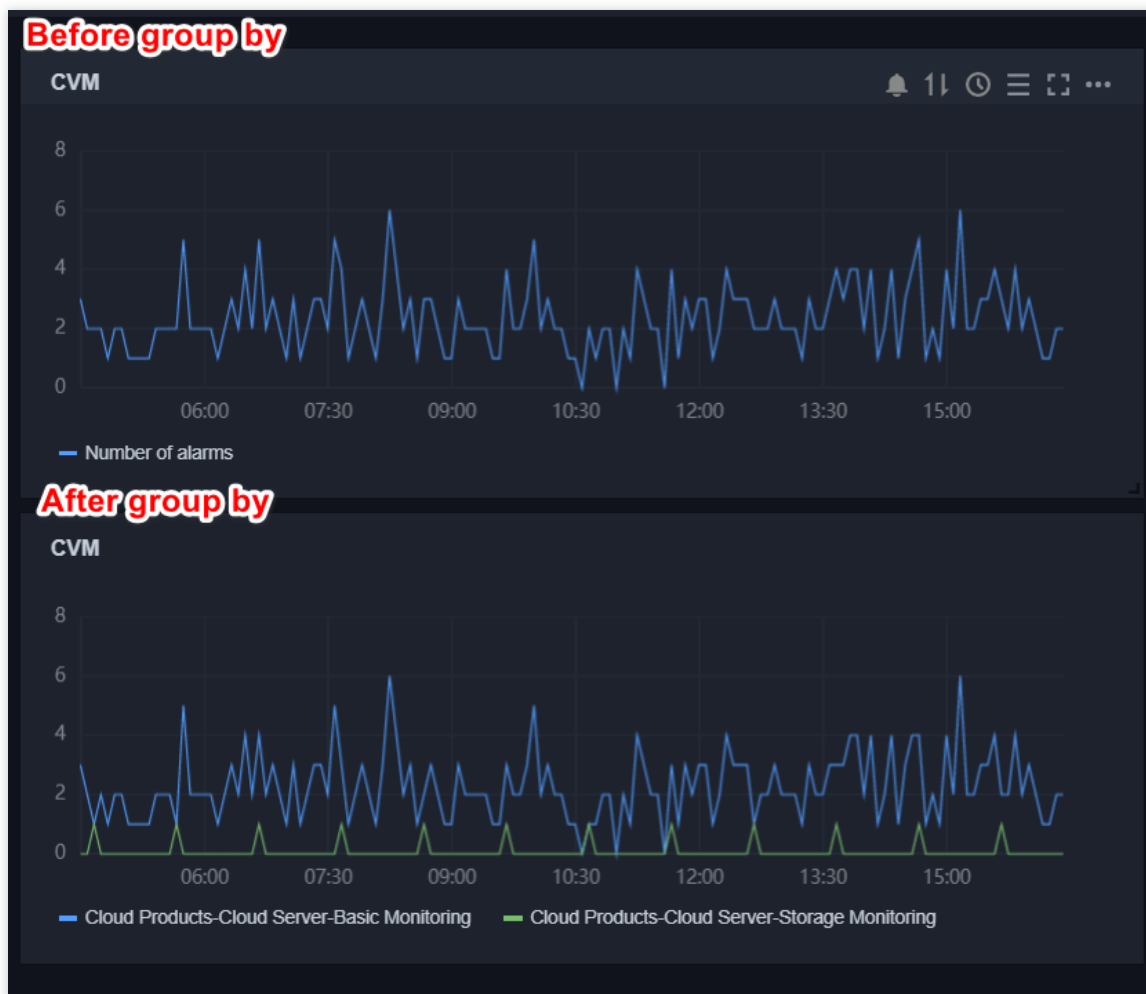 Before group by
CVM
8
6
4
2
0
06:00 07:30 09:00 10:30 12:00 13:30 15:00
Number of alarms
After group by
CVM
8
6
4
2
0
06:00 07:30 09:00 10:30 12:00 13:30 15:00
Cloud Products-Cloud Server-Basic Monitoring Cloud Products-Cloud Server-Storage Monitoring